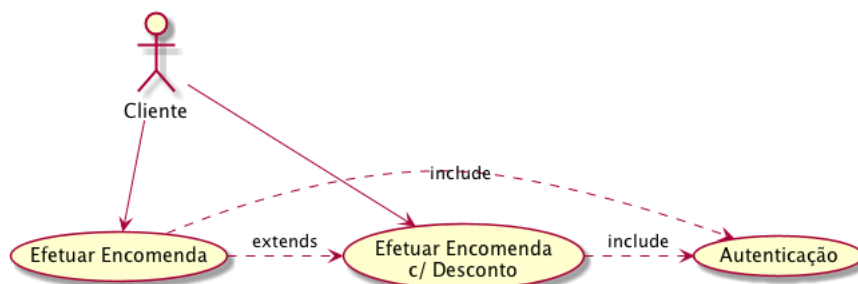 Cliente
include
Efetuar Encomenda
extends
Efetuar Encomenda
c/ Desconto
include
Autenticação